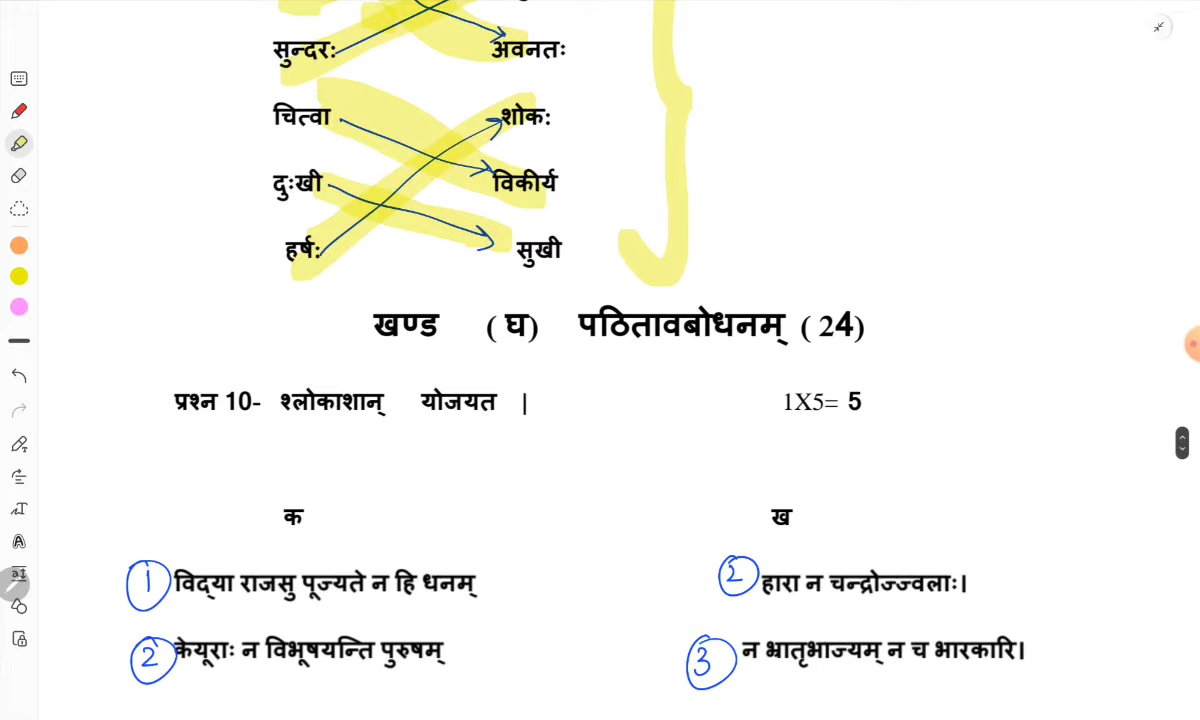 सुन्दरः अवनतः
चित्वा शोकः
दुःखी विकीर्य
हर्षः सुखी
खण्ड ( घ) पठितावबोधनम् ( 24)
प्रश्न 10- श्लोकाशान् योजयत | 1X5= 5
क ख
1 विद्या राजसु पूज्यते न हि धनम् 2 हारा न चन्द्रोज्ज्वलाः।
2 केयूराः न विभूषयन्ति पुरुषम् 3 न भ्रातृभाज्यम् न च भारकारि।